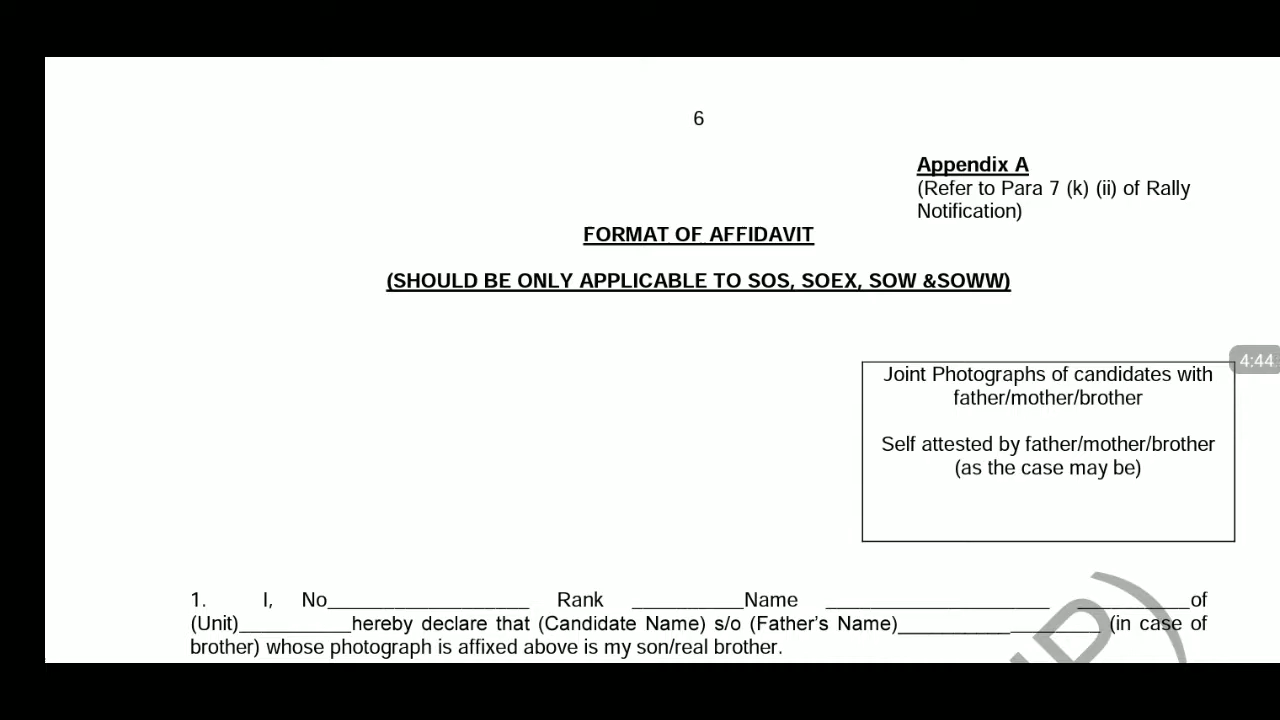 6
Appendix A
(Refer to Para 7 (k) (ii) of Rally
Notification)
FORMAT OF AFFIDAVIT
(SHOULD BE ONLY APPLICABLE TO SOS, SOEX, SOW &SOWW)
4:44
Joint Photographs of candidates with
father/mother/brother
Self attested by father/mother/brother
(as the case may be)
1. I, No__________________ Rank __________Name ____________________ __________of
(Unit)__________hereby declare that (Candidate Name) s/o (Father's Name)__________________ (in case of
brother) whose photograph is affixed above is my son/real brother.